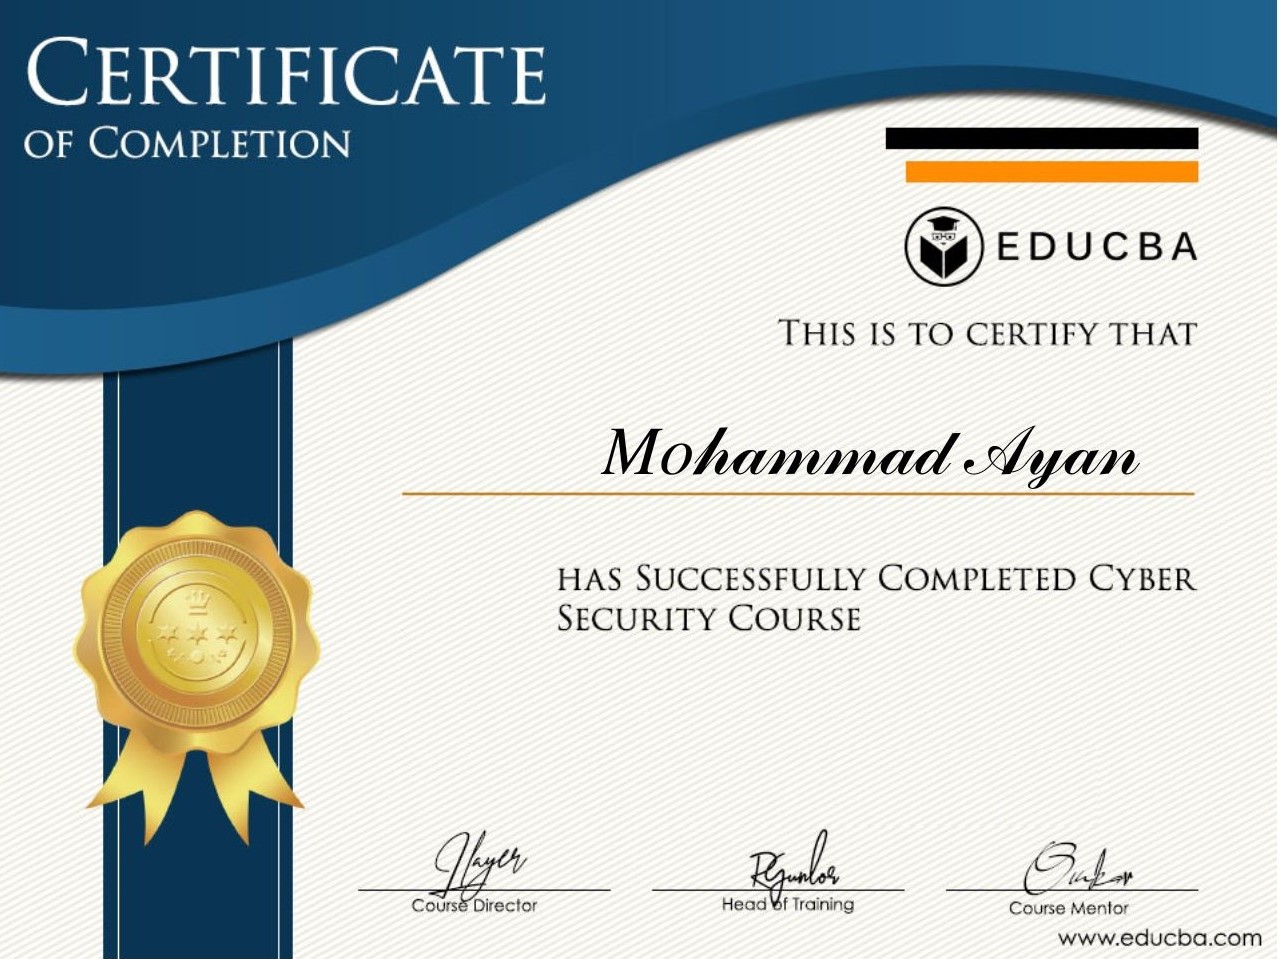 CERTIFICATE
OF COMPLETION
EDUCBA
THIS IS TO CERTIFY THAT
Mohammad Ayan
HAS SUCCESSFULLY COMPLETED CYBER
SECURITY COURSE
Course Director
Head of Training
Course Mentor
www.educba.com